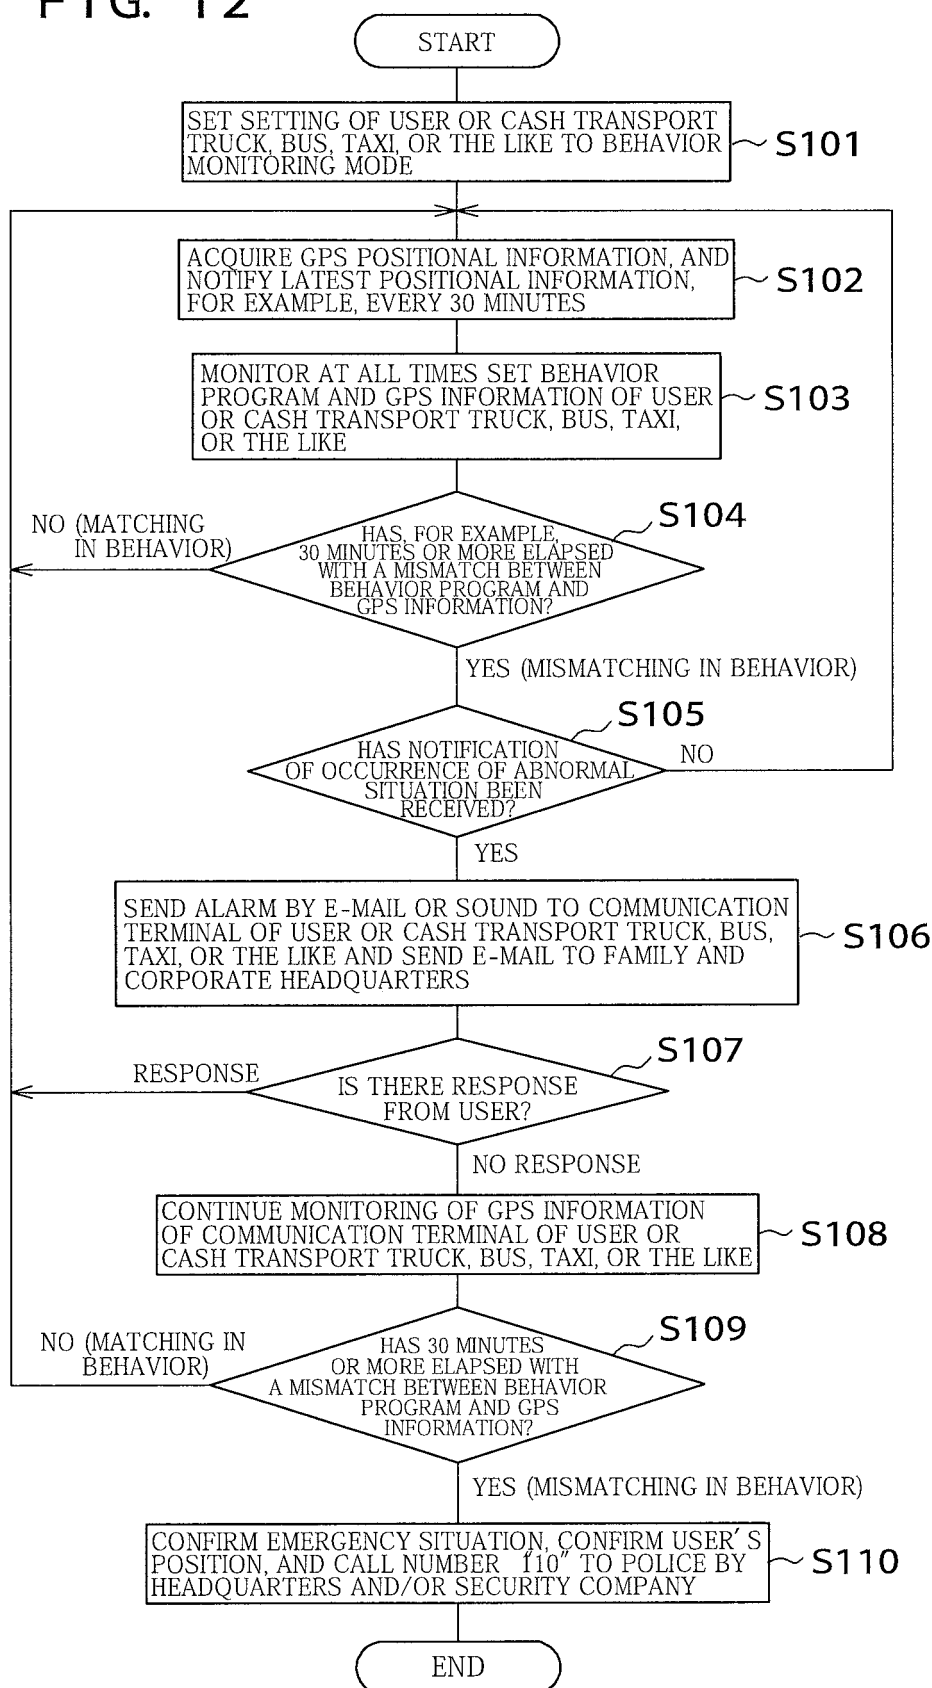 FIG. 12
START
SET SETTING OF USER OR CASH TRANSPORT
TRUCK, BUS, TAXI, OR THE LIKE TO BEHAVIOR
MONITORING MODE
S101
ACQUIRE GPS POSITIONAL INFORMATION, AND
NOTIFY LATEST POSITIONAL INFORMATION,
FOR EXAMPLE, EVERY 30 MINUTES
S102
MONITOR AT ALL TIMES SET BEHAVIOR
PROGRAM AND GPS INFORMATION OF USER
OR CASH TRANSPORT TRUCK, BUS, TAXI,
OR THE LIKE
S103
NO (MATCHING
IN BEHAVIOR)
HAS, FOR EXAMPLE,
30 MINUTES OR MORE ELAPSED
WITH A MISMATCH BETWEEN
BEHAVIOR PROGRAM AND
GPS INFORMATION?
S104
YES (MISMATCHING IN BEHAVIOR)
HAS NOTIFICATION
OF OCCURRENCE OF ABNORMAL
SITUATION BEEN
RECEIVED?
S105
NO
YES
SEND ALARM BY E-MAIL OR SOUND TO COMMUNICATION
TERMINAL OF USER OR CASH TRANSPORT TRUCK, BUS,
TAXI, OR THE LIKE AND SEND E-MAIL TO FAMILY AND
CORPORATE HEADQUARTERS
S106
RESPONSE
IS THERE RESPONSE
FROM USER?
S107
NO RESPONSE
CONTINUE MONITORING OF GPS INFORMATION
OF COMMUNICATION TERMINAL OF USER OR
CASH TRANSPORT TRUCK, BUS, TAXI, OR THE LIKE
S108
NO (MATCHING IN
BEHAVIOR)
HAS 30 MINUTES
OR MORE ELAPSED WITH
A MISMATCH BETWEEN BEHAVIOR
PROGRAM AND GPS
INFORMATION?
S109
YES (MISMATCHING IN BEHAVIOR)
CONFIRM EMERGENCY SITUATION, CONFIRM USER'S
POSITION, AND CALL NUMBER "110" TO POLICE BY
HEADQUARTERS AND/OR SECURITY COMPANY
S110
END